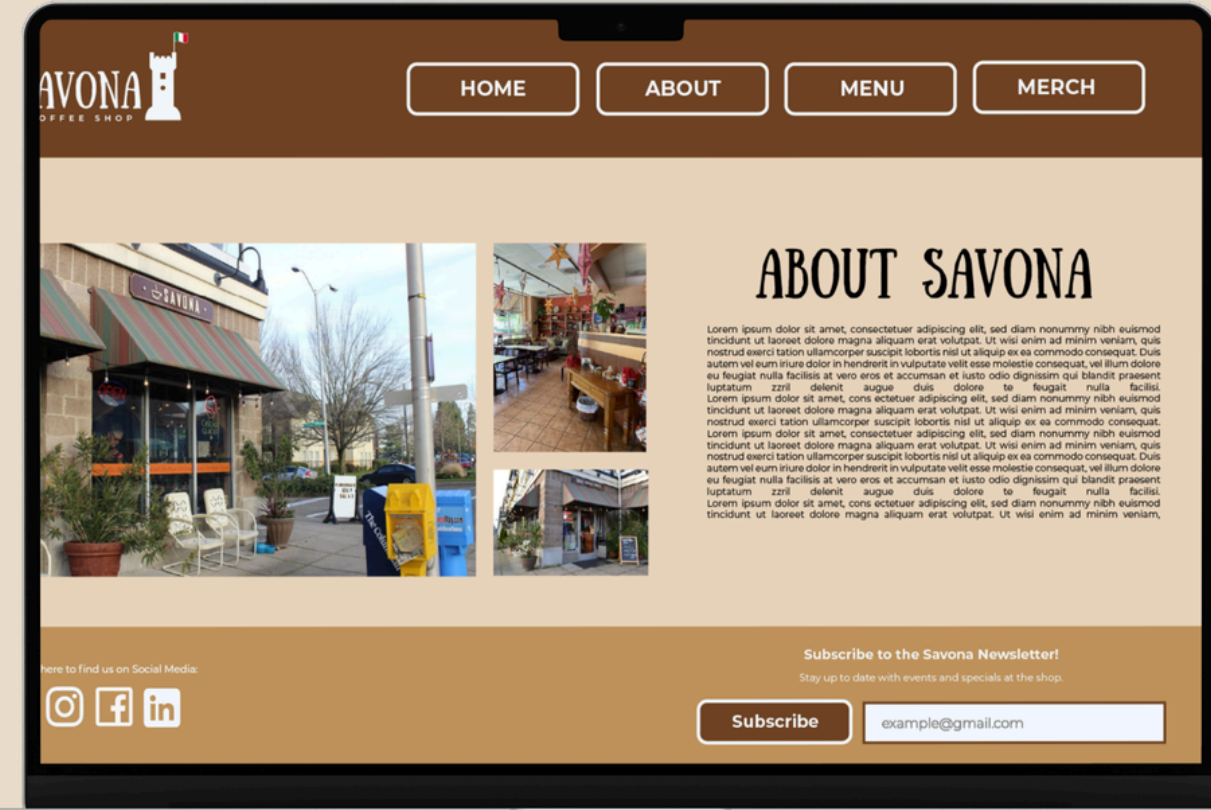 AVONA
OFFEE SHOP
HOME
ABOUT
MENU
MERCH
SAVONA
OPEN
The Colum
ABOUT SAVONA
Lorem ipsum dolor sit amet, consectetuer adipiscing elit, sed diam nonummy nibh euismod
tincidunt ut laoreet dolore magna aliquam erat volutpat. Ut wisi enim ad minim veniam, quis
nostrud exerci tation ullamcorper suscipit lobortis nisl ut aliquip ex ea commodo consequat. Duis
autem vel eum iriure dolor in hendrerit in vulputate velit esse molestie consequat, vel illum dolore
eu feugiat nulla facilisis at vero eros et accumsan et iusto odio dignissim qui blandit praesent
luptatum zzril delenit augue duis dolore te feugait nulla facilisi.
Lorem ipsum dolor sit amet, cons ectetuer adipiscing elit, sed diam nonummy nibh euismod
tincidunt ut laoreet dolore magna aliquam erat volutpat. Ut wisi enim ad minim veniam, quis
nostrud exerci tation ullamcorper suscipit lobortis nisl ut aliquip ex ea commodo consequat.
Lorem ipsum dolor sit amet, consectetuer adipiscing elit, sed diam nonummy nibh euismod
tincidunt ut laoreet dolore magna aliquam erat volutpat. Ut wisi enim ad minim veniam, quis
nostrud exerci tation ullamcorper suscipit lobortis nisl ut aliquip ex ea commodo consequat. Duis
autem vel eum iriure dolor in hendrerit in vulputate velit esse molestie consequat, vel illum dolore
eu feugiat nulla facilisis at vero eros et accumsan et iusto odio dignissim qui blandit praesent
luptatum zzril delenit augue duis dolore te feugait nulla facilisi.
Lorem ipsum dolor sit amet, cons ectetuer adipiscing elit, sed diam nonummy nibh euismod
tincidunt ut laoreet dolore magna aliquam erat volutpat. Ut wisi enim ad minim veniam,
here to find us on Social Media:
in
Subscribe to the Savona Newsletter!
Stay up to date with events and specials at the shop.
Subscribe
example@gmail.com